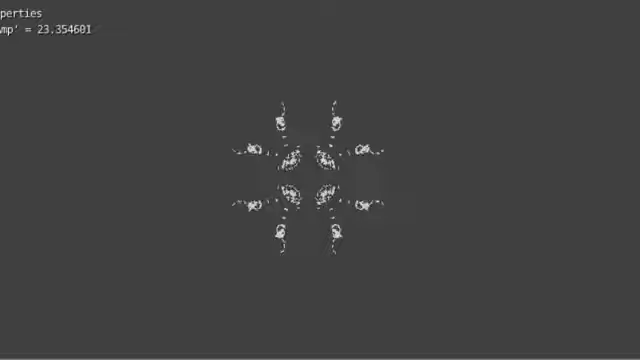 perties
mp' = 23.354601